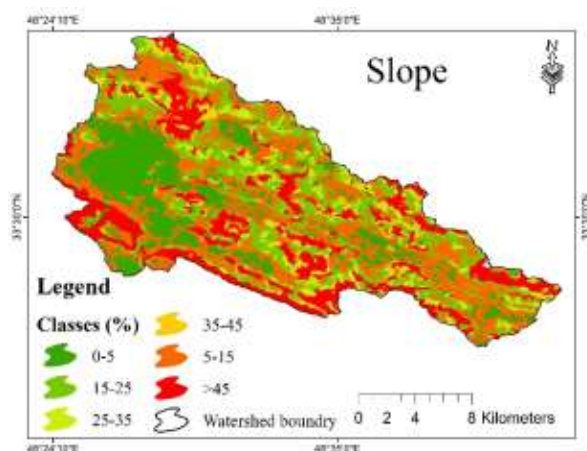 48°24'10"E 48°35'0"E
Slope
N
33°30'0"N 33°30'0"N
Legend
Classes (%)
0-5
15-25
25-35
35-45
5-15
>45
Watershed boundry
0 2 4 8 Kilometers
48°24'10"E 48°35'0"E